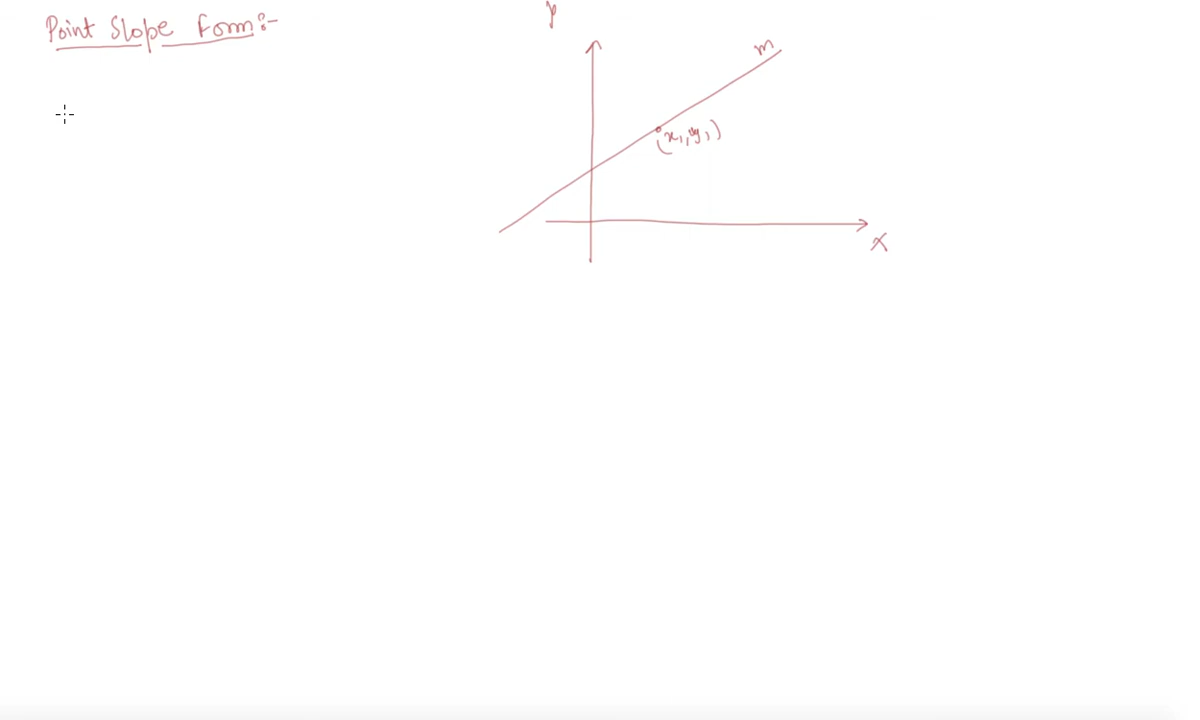 Point Slope Form:-
y
m
(x₁, y₁)
X